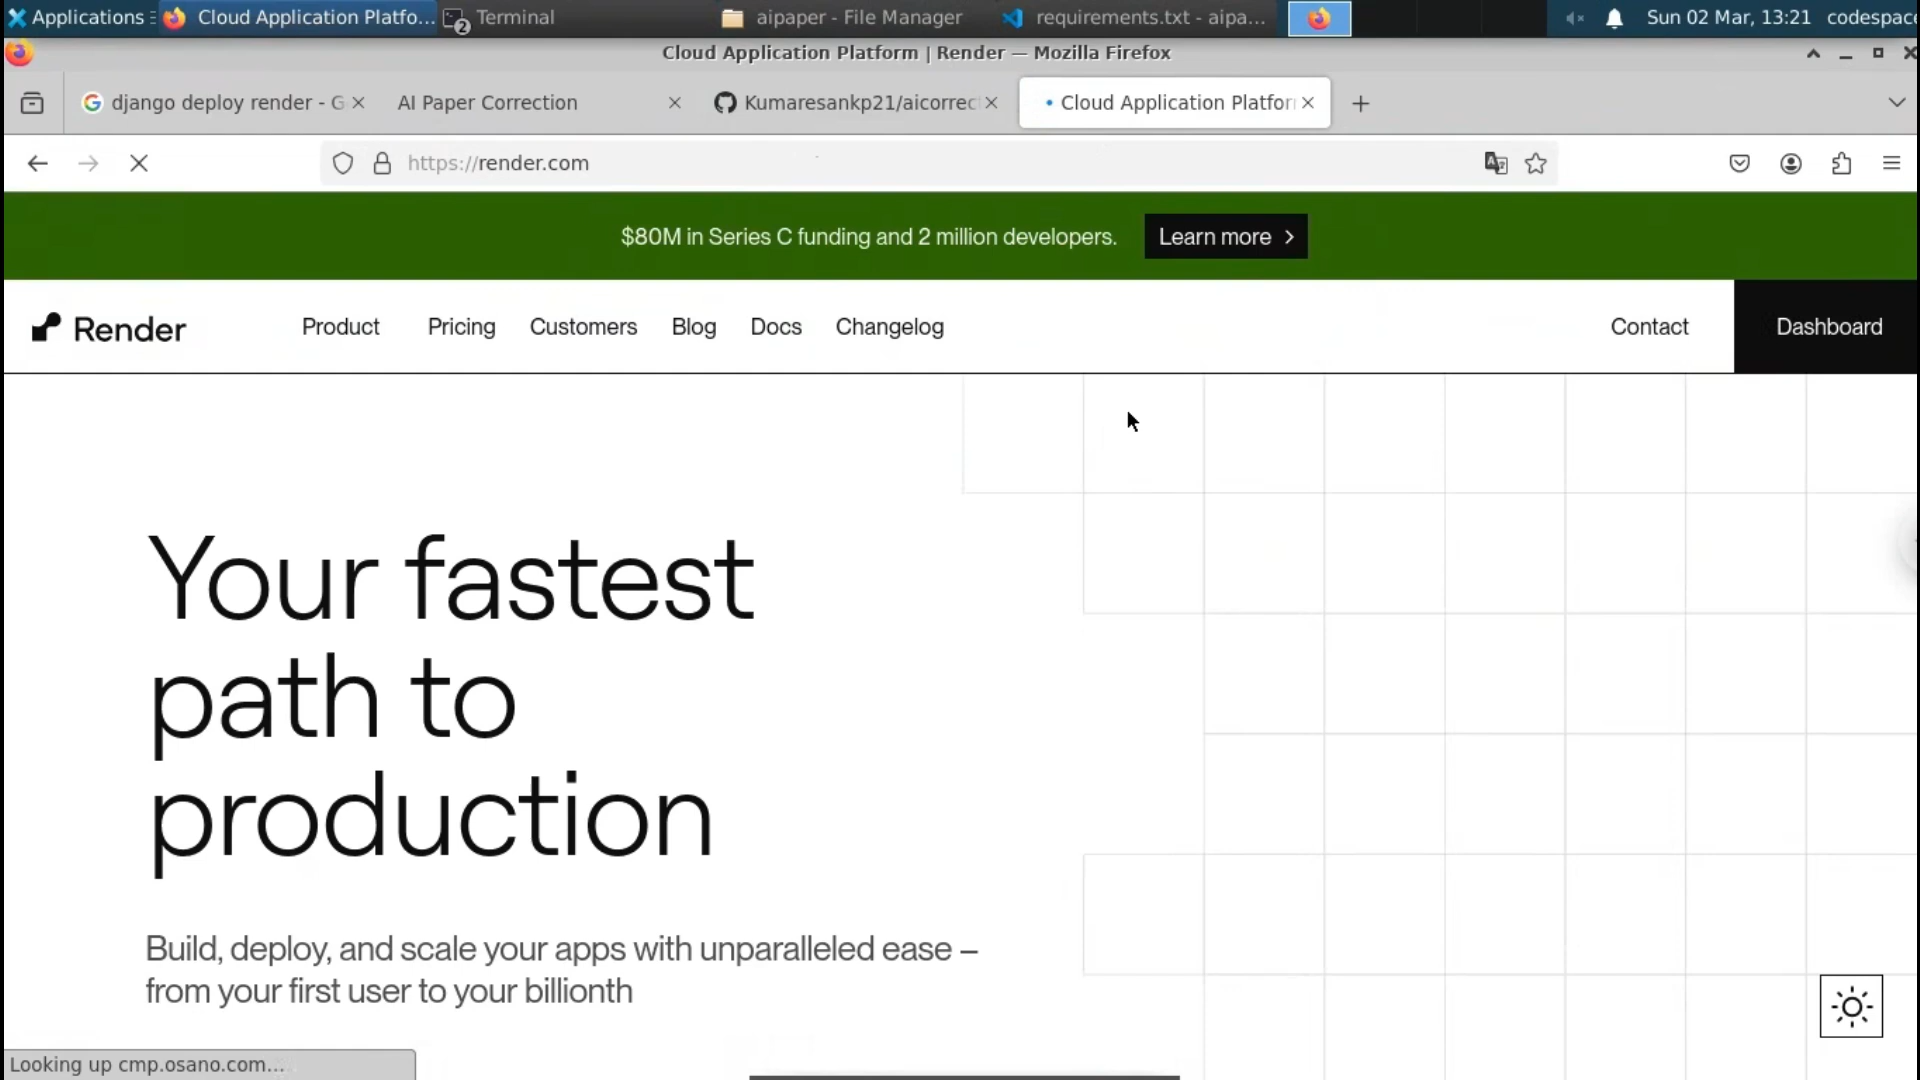 Applications
Cloud Application Platfo...
2
Terminal
aipaper - File Manager
requirements.txt - aipa...
Sun 02 Mar, 13:21
codespace
Cloud Application Platform | Render — Mozilla Firefox
django deploy render - G
AI Paper Correction
Kumaresankp21/aicorrec
Cloud Application Platfor
https://render.com
$80M in Series C funding and 2 million developers.
Learn more
Render
Product
Pricing
Customers
Blog
Docs
Changelog
Contact
Dashboard
Your fastest
path to
production
Build, deploy, and scale your apps with unparalleled ease –
from your first user to your billionth
Looking up cmp.osano.com...